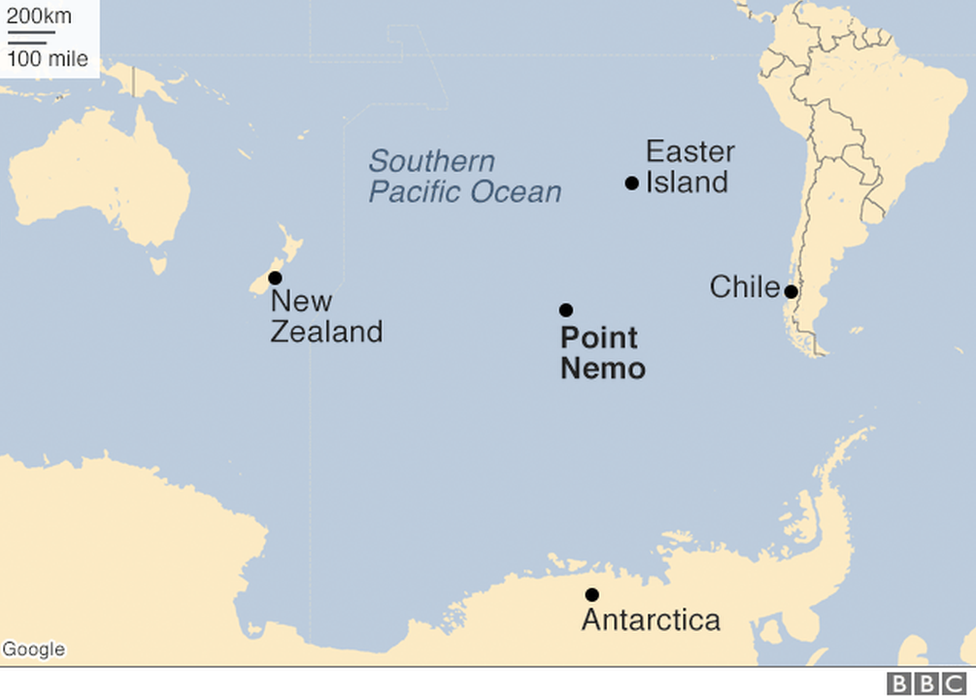 200km
100 mile
Southern
Pacific Ocean
Easter
Island
New
Zealand
Chile
Point
Nemo
Antarctica
Google
BBC